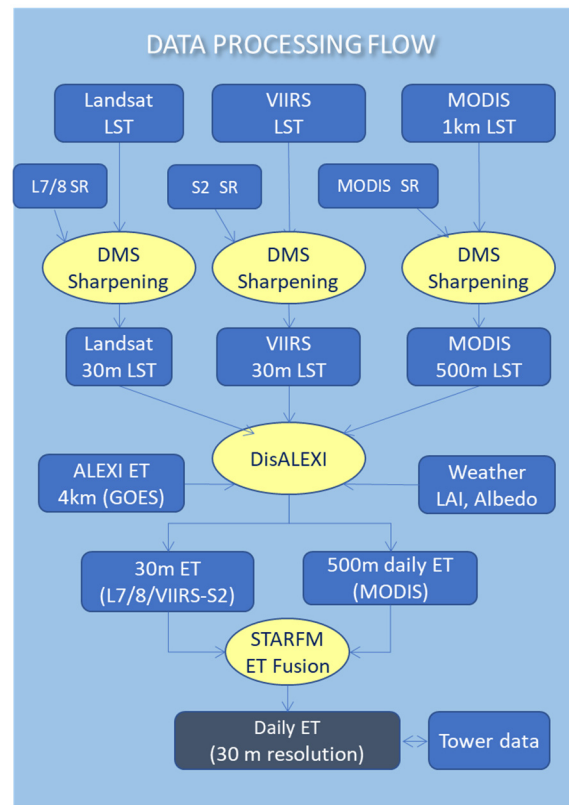 DATA PROCESSING FLOW
Landsat
LST
VIIRS
LST
MODIS
1km LST
L7/8 SR
S2 SR
MODIS SR
DMS
Sharpening
DMS
Sharpening
DMS
Sharpening
Landsat
30m LST
VIIRS
30m LST
MODIS
500m LST
DisALEXI
ALEXI ET
4km (GOES)
Weather
LAI, Albedo
30m ET
(L7/8/VIIRS-S2)
500m daily ET
(MODIS)
STARFM
ET Fusion
Daily ET
(30 m resolution)
Tower data